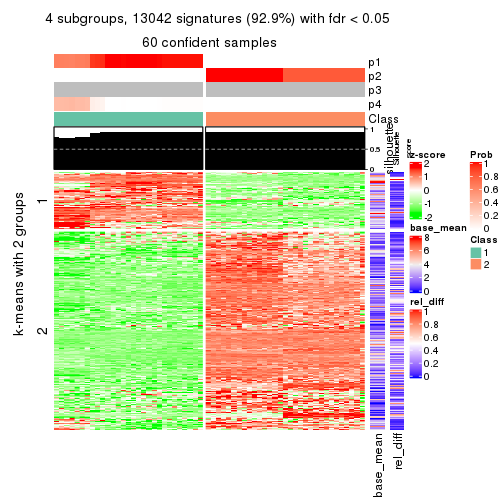 4 subgroups, 13042 signatures (92.9%) with fdr < 0.05
60 confident samples
p1
p2
p3
p4
Class
1
0.5
0
silhouette
Silhouette
score
k-means with 2 groups
1
2
base_mean
rel_diff
z-score
2
1
0
-1
-2
base_mean
8
6
4
2
0
rel_diff
1
0.8
0.6
0.4
0.2
0
Prob
1
0.8
0.6
0.4
0.2
0
Class
1
2